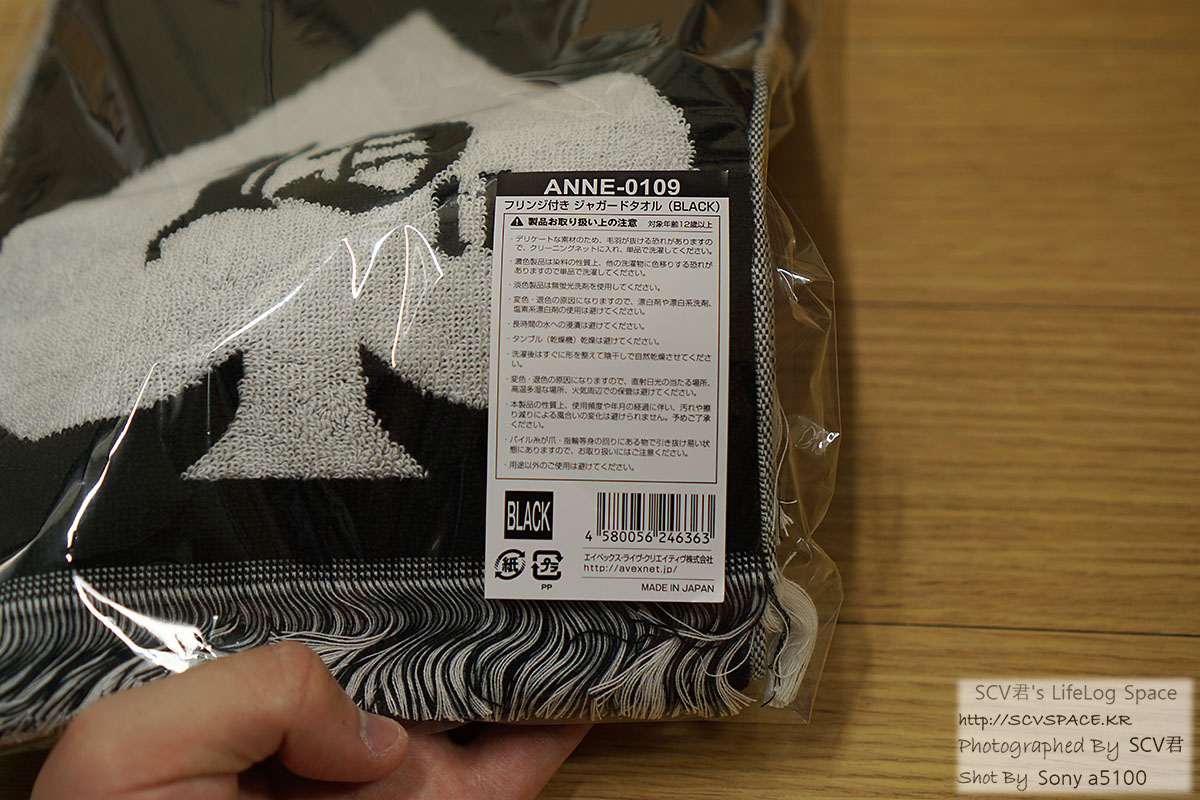 ANNE-0109
フリンジ付き ジャガードタオル (BLACK)
製品お取り扱い上の注意 対象年齢12歳以上
・デリケートな素材のため、毛羽が抜ける恐れがありますの
で、クリーニングネットに入れ、単品で洗濯してください。
・濃色製品は染料の性質上、他の洗濯物に色移りする恐れが
ありますので単品で洗濯してください。
・淡色製品は無蛍光洗剤を使用してください。
・変色・退色の原因になりますので、漂白剤や漂白系洗剤、
塩素系漂白剤の使用は避けてください。
・長時間の水への浸漬は避けてください。
・タンブル（乾燥機）乾燥は避けてください。
・洗濯後はすぐに形を整えて陰干しで自然乾燥させてくださ
い。
・変色・退色の原因になりますので、直射日光の当たる場所、
高温多湿な場所、火気周辺での保管は避けてください。
・本製品の性質上、使用頻度や年月の経過に伴い、汚れや擦
り減りによる風合いの変化は避けられません。予めご了承
ください。
・パイル糸が爪・指輪等身の回りにある物で引き抜け易い状
態にありますので、お取り扱いにはご注意ください。
・用途以外のご使用は避けてください。
BLACK
4 580056 246363
紙 プラ
PP
エイベックス・ライヴ・クリエイティヴ株式会社
http://avexnet.jp/
MADE IN JAPAN
SCV君's LifeLog Space
http://SCVSPACE.KR
Photographed By SCV君
Shot By Sony a5100